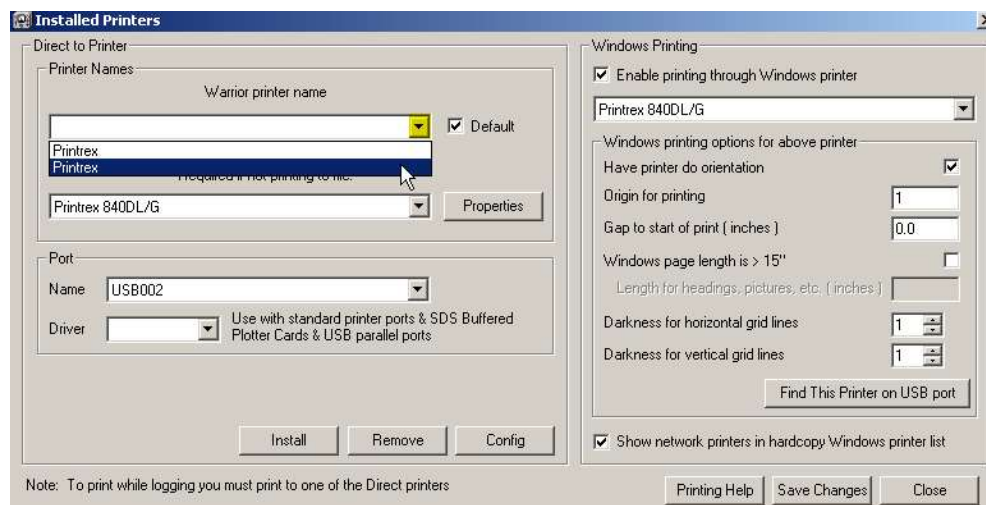 Installed Printers
Direct to Printer
Printer Names
Warrior printer name
Default
Printrex
Printrex
required if not printing to file.
Printrex 840DL/G
Properties
Port
Name USB002
Driver
Use with standard printer ports & SDS Buffered
Plotter Cards & USB parallel ports
Install Remove Config
Windows Printing
Enable printing through Windows printer
Printrex 840DL/G
Windows printing options for above printer
Have printer do orientation
Origin for printing 1
Gap to start of print ( inches ) 0.0
Windows page length is > 15"
Length for headings, pictures, etc. ( inches )
Darkness for horizontal grid lines 1
Darkness for vertical grid lines 1
Find This Printer on USB port
Show network printers in hardcopy Windows printer list
Note: To print while logging you must print to one of the Direct printers
Printing Help Save Changes Close